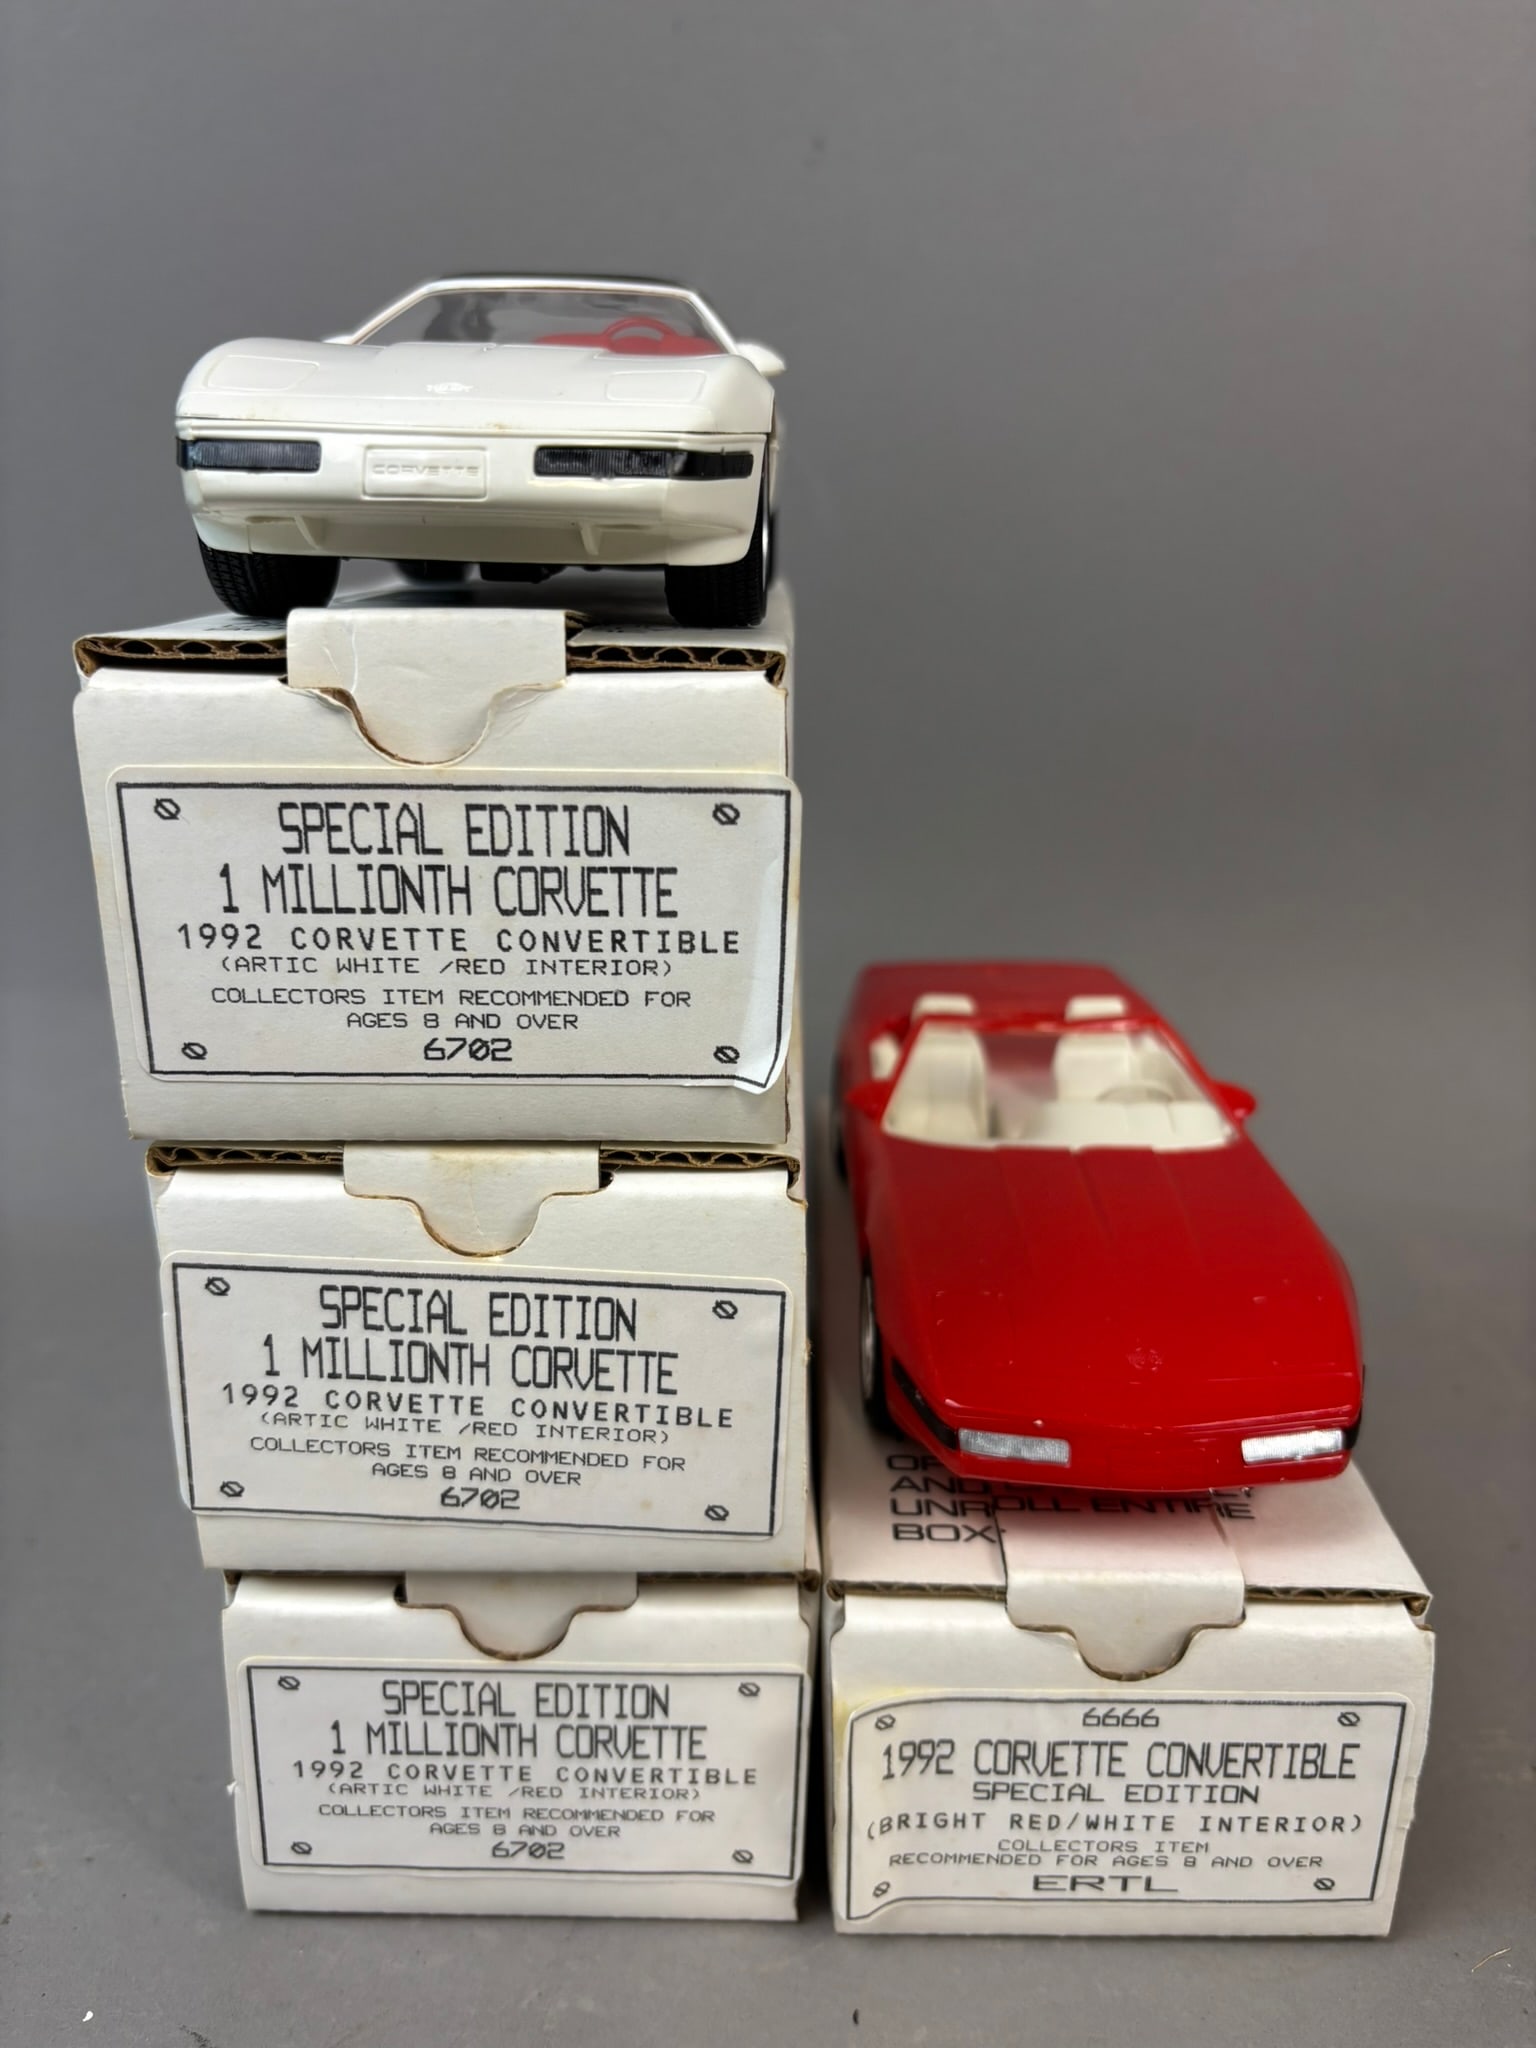 CORVETTE
SPECIAL EDITION
1 MILLIONTH CORVETTE
1992 CORVETTE CONVERTIBLE
(ARTIC WHITE /RED INTERIOR)
COLLECTORS ITEM RECOMMENDED FOR
AGES 8 AND OVER
6702
SPECIAL EDITION
1 MILLIONTH CORVETTE
1992 CORVETTE CONVERTIBLE
(ARTIC WHITE /RED INTERIOR)
COLLECTORS ITEM RECOMMENDED FOR
AGES 8 AND OVER
6702
SPECIAL EDITION
1 MILLIONTH CORVETTE
1992 CORVETTE CONVERTIBLE
(ARTIC WHITE /RED INTERIOR)
COLLECTORS ITEM RECOMMENDED FOR
AGES 8 AND OVER
6702
AND
UNROLL ENTIRE
BOX.
6666
1992 CORVETTE CONVERTIBLE
SPECIAL EDITION
(BRIGHT RED/WHITE INTERIOR)
COLLECTORS ITEM
RECOMMENDED FOR AGES 8 AND OVER
ERTL